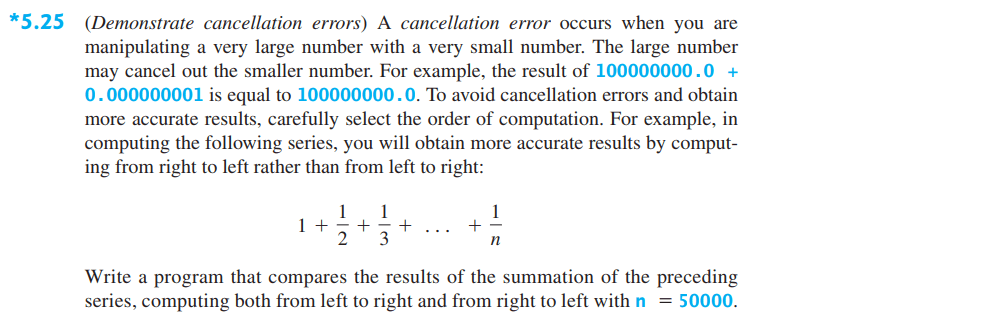 *5.25 (Demonstrate cancellation errors) A cancellation error occurs when you are
manipulating a very large number with a very small number. The large number
may cancel out the smaller number. For example, the result of 100000000.0 +
0.000000001 is equal to 100000000.0. To avoid cancellation errors and obtain
more accurate results, carefully select the order of computation. For example, in
computing the following series, you will obtain more accurate results by comput-
ing from right to left rather than from left to right:
1 + 1/2 + 1/3 + ... + 1/n
Write a program that compares the results of the summation of the preceding
series, computing both from left to right and from right to left with n = 50000.